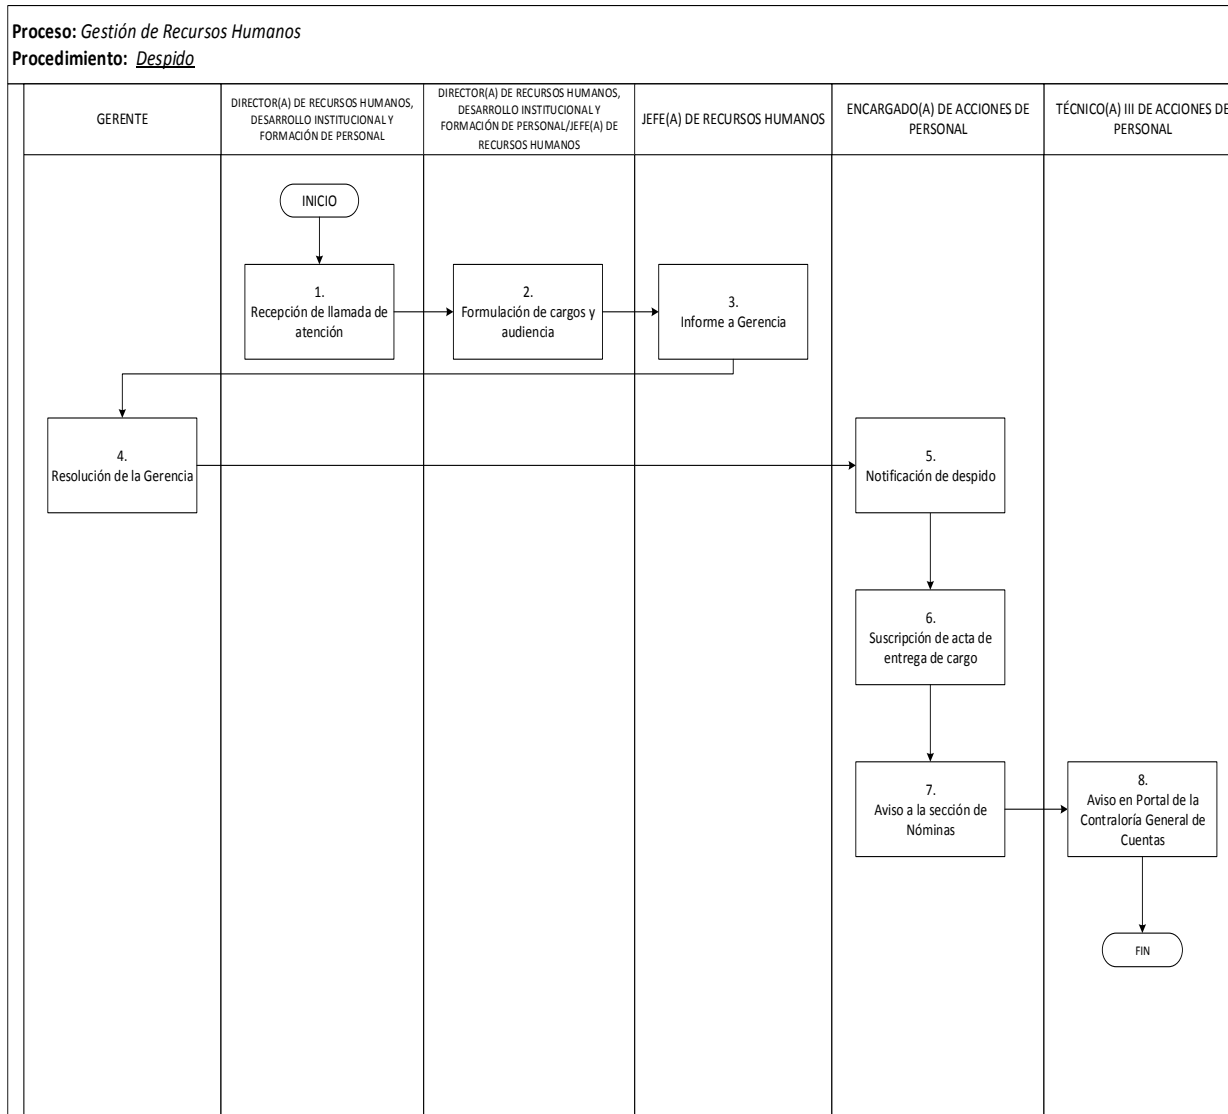 Proceso: Gestión de Recursos Humanos
Procedimiento: Despido
GERENTE
DIRECTOR(A) DE RECURSOS HUMANOS,
DESARROLLO INSTITUCIONAL Y
FORMACIÓN DE PERSONAL
DIRECTOR(A) DE RECURSOS HUMANOS,
DESARROLLO INSTITUCIONAL Y
FORMACIÓN DE PERSONAL/JEFE(A) DE
RECURSOS HUMANOS
JEFE(A) DE RECURSOS HUMANOS
ENCARGADO(A) DE ACCIONES DE
PERSONAL
TÉCNICO(A) III DE ACCIONES DE
PERSONAL
INICIO
1.
Recepción de llamada de
atención
2.
Formulación de cargos y
audiencia
3.
Informe a Gerencia
4.
Resolución de la Gerencia
5.
Notificación de despido
6.
Suscripción de acta de
entrega de cargo
7.
Aviso a la sección de
Nóminas
8.
Aviso en Portal de la
Contraloría General de
Cuentas
FIN